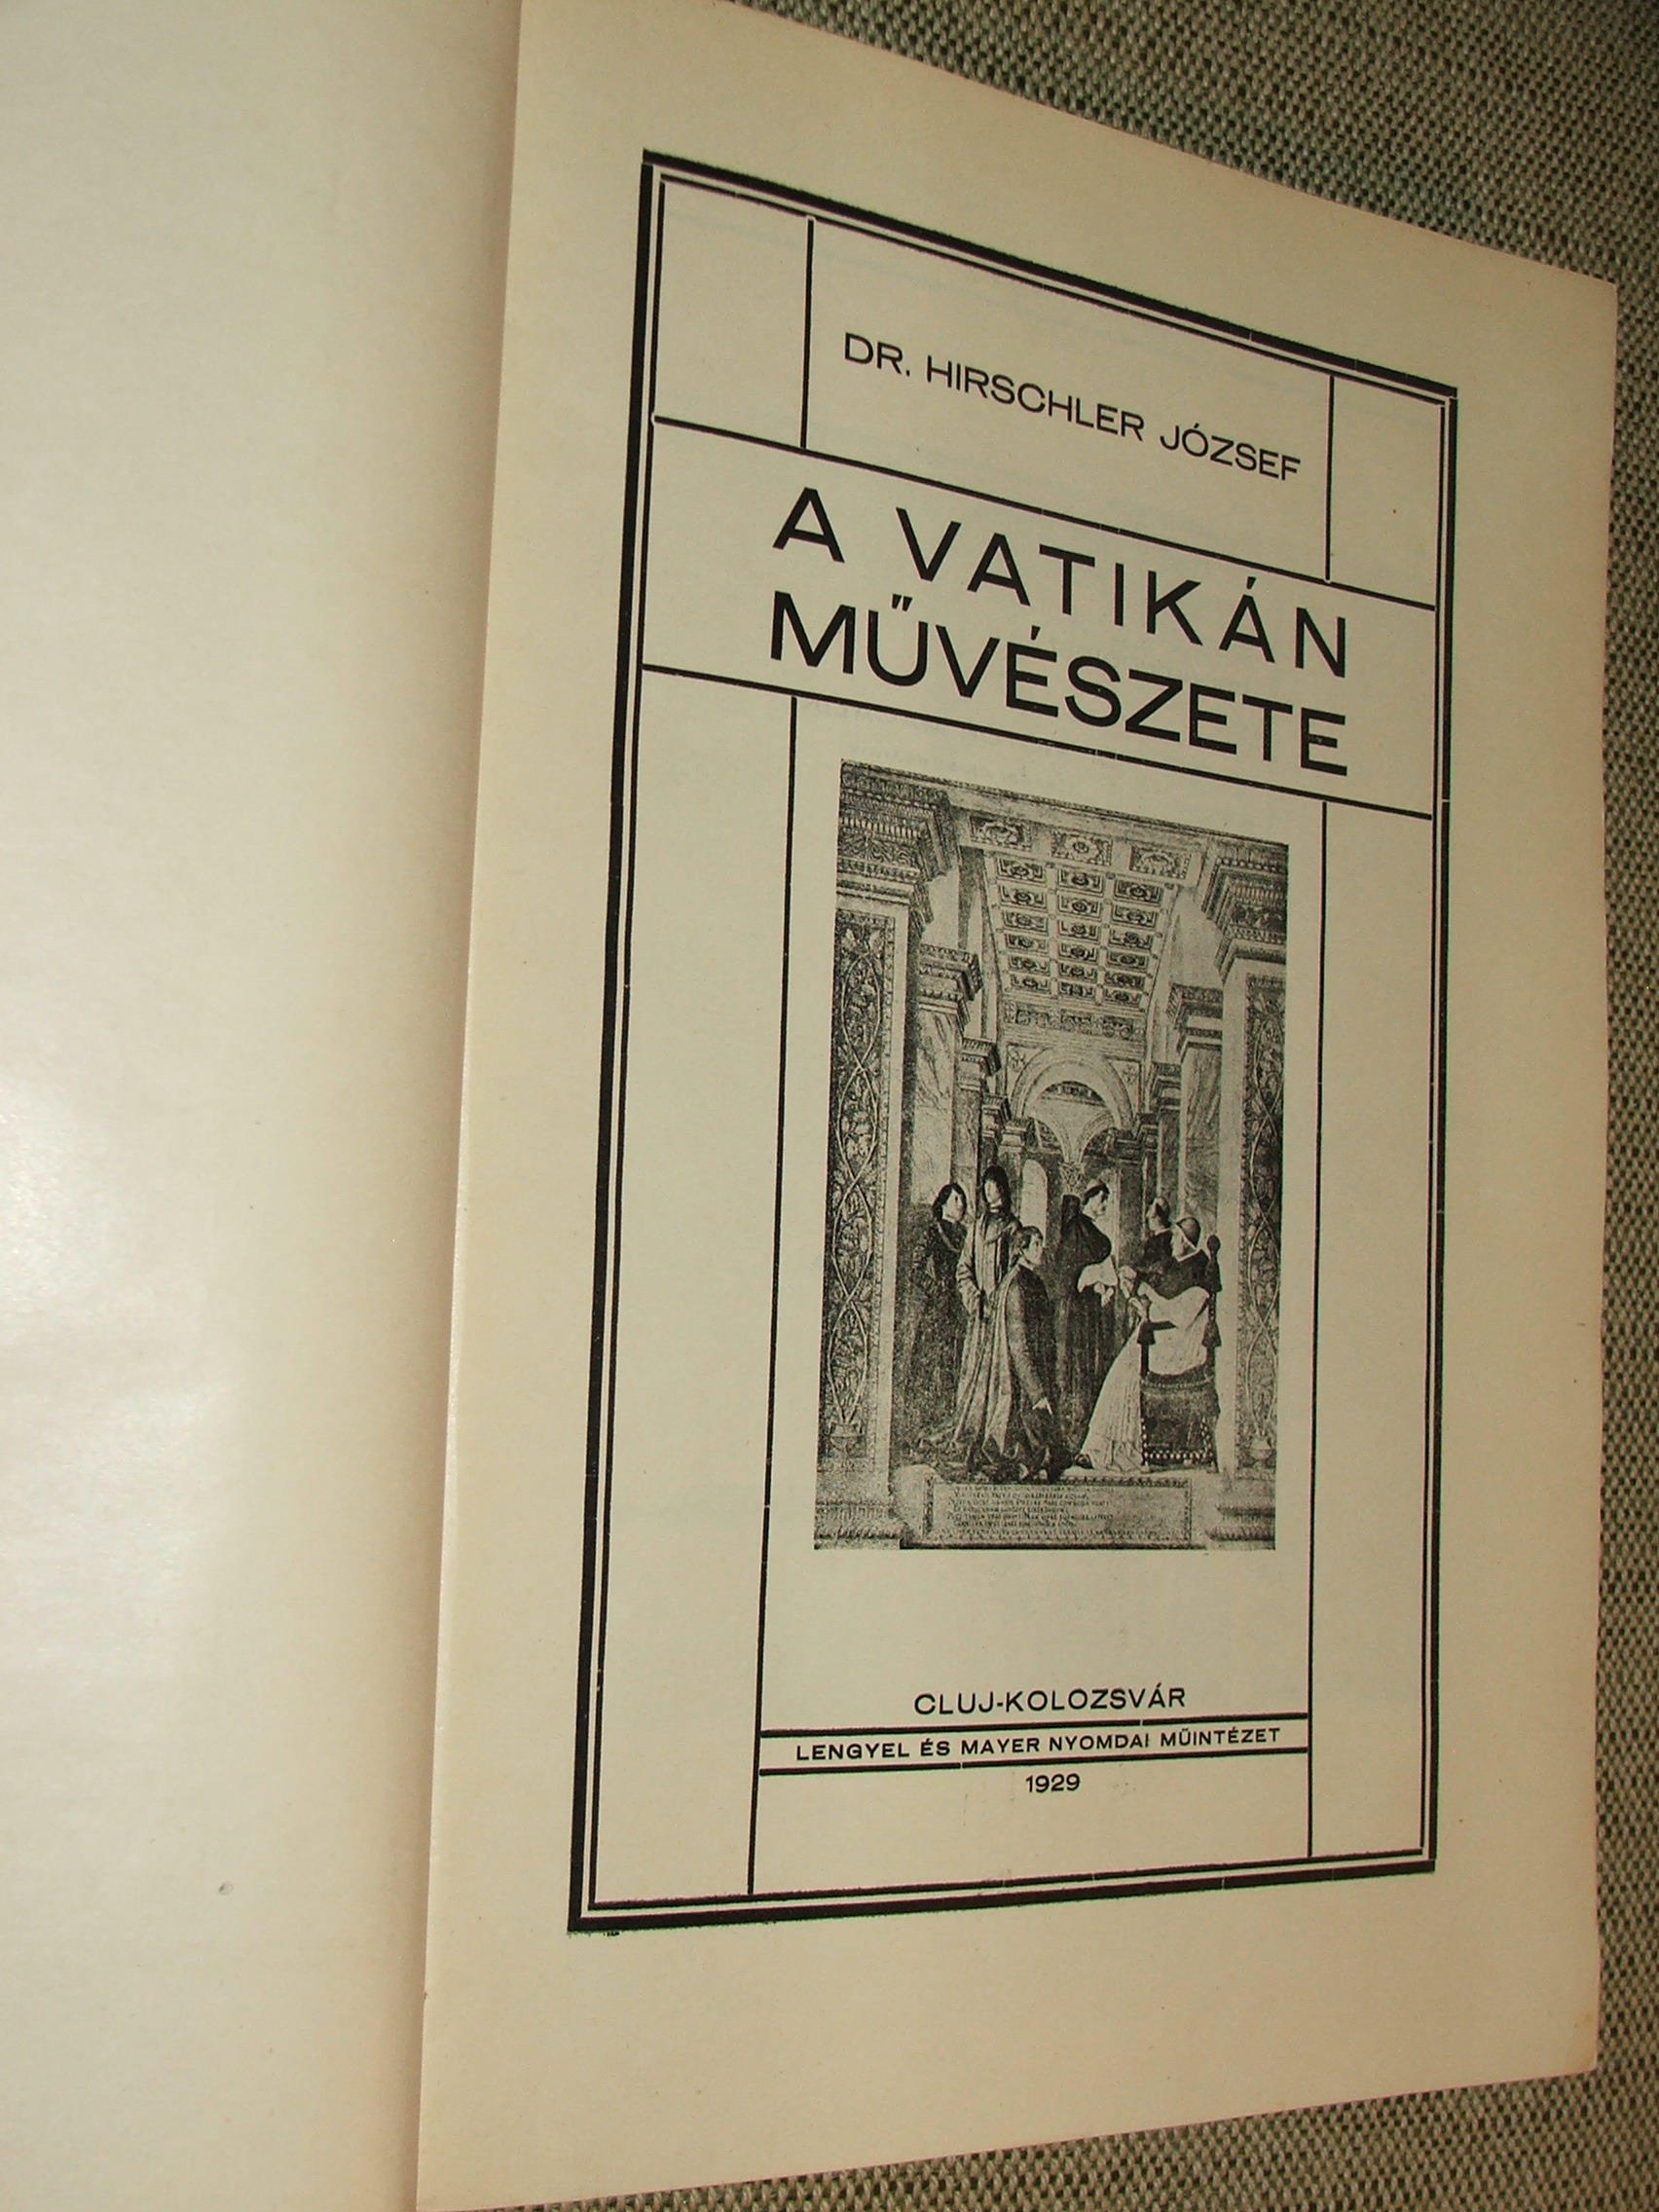 DR. HIRSCHLER JÓZSEF
A VATIKÁN
MŰVÉSZETE
CLUJ-KOLOZSVÁR
LENGYEL ÉS MAYER NYOMDAI MŰINTÉZET
1929